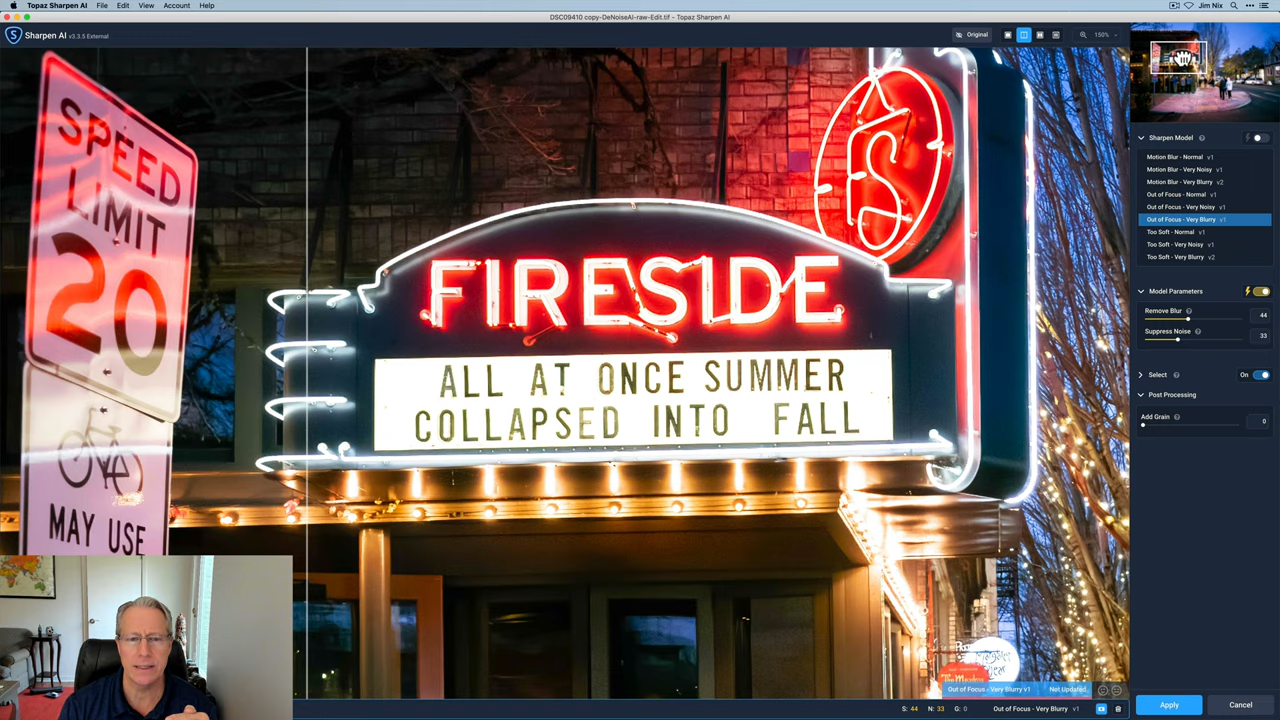 Topaz Sharpen AI File Edit View Account Help
Jim Nix
DSC09410 copy-DeNoiseAI-raw-Edit.tif - Topaz Sharpen AI
Sharpen AI v3.3.5 External
Original
150%
SPEED
LIMIT
20
MAY USE
S
FIRESIDE
ALL AT ONCE SUMMER
COLLAPSED INTO FALL
Sharpen Model
Motion Blur - Normal v1
Motion Blur - Very Noisy v1
Motion Blur - Very Blurry v2
Out of Focus - Normal v1
Out of Focus - Very Noisy v1
Out of Focus - Very Blurry v1
Too Soft - Normal v1
Too Soft - Very Noisy v1
Too Soft - Very Blurry v2
Model Parameters
Remove Blur 44
Suppress Noise 33
Select On
Post Processing
Add Grain 0
Out of Focus - Very Blurry v1 Not Updated
S: 44 N: 33 G: 0 Out of Focus - Very Blurry v1
Apply Cancel